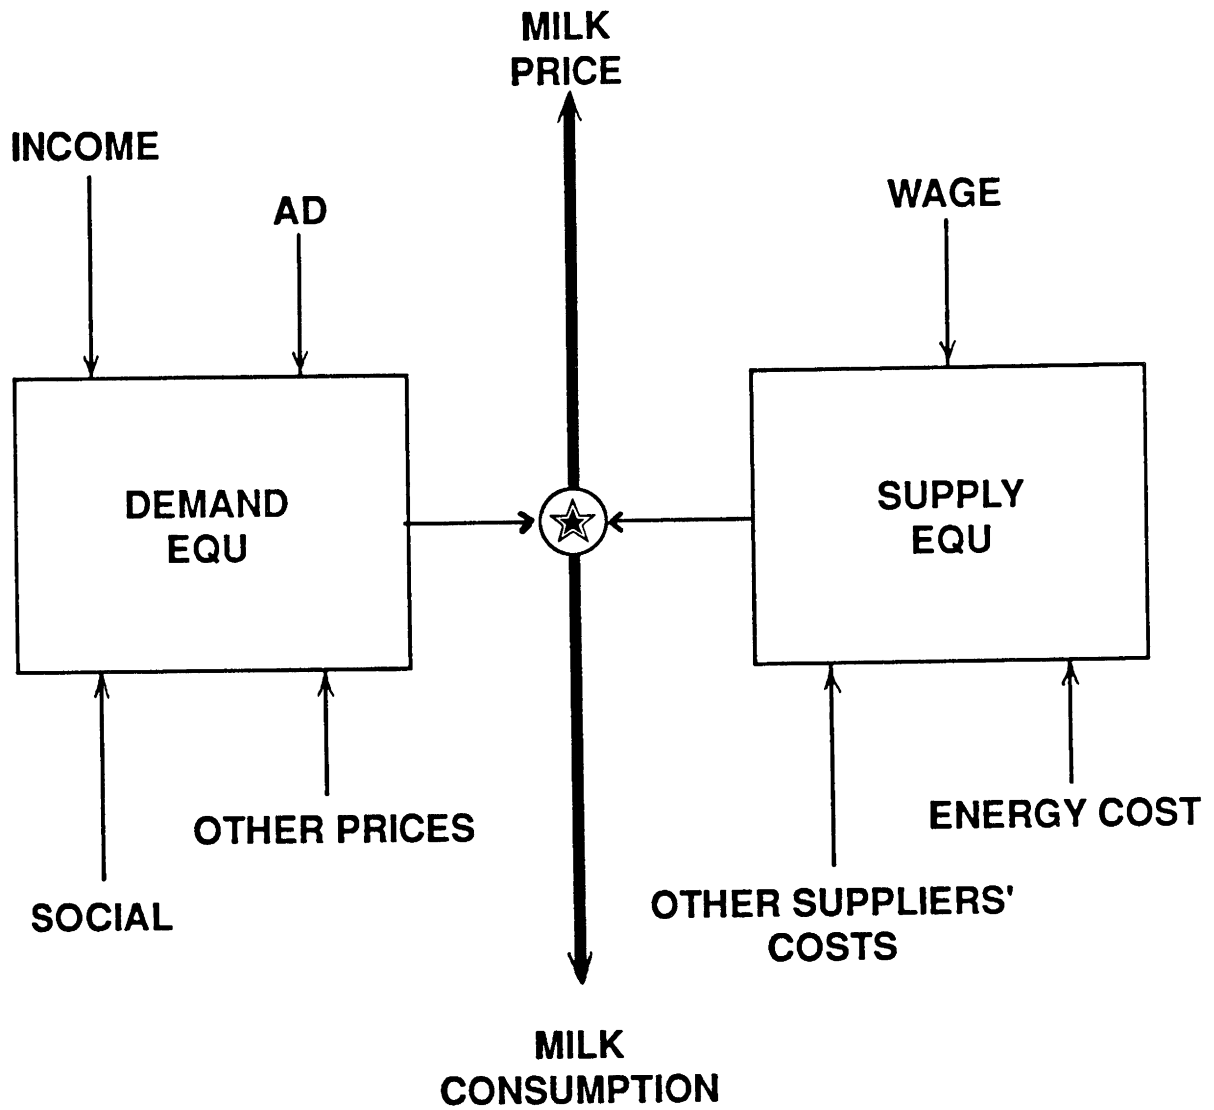 MILK
PRICE
INCOME
AD
WAGE
DEMAND
EQU
SUPPLY
EQU
OTHER PRICES
ENERGY COST
SOCIAL
OTHER SUPPLIERS'
COSTS
MILK
CONSUMPTION